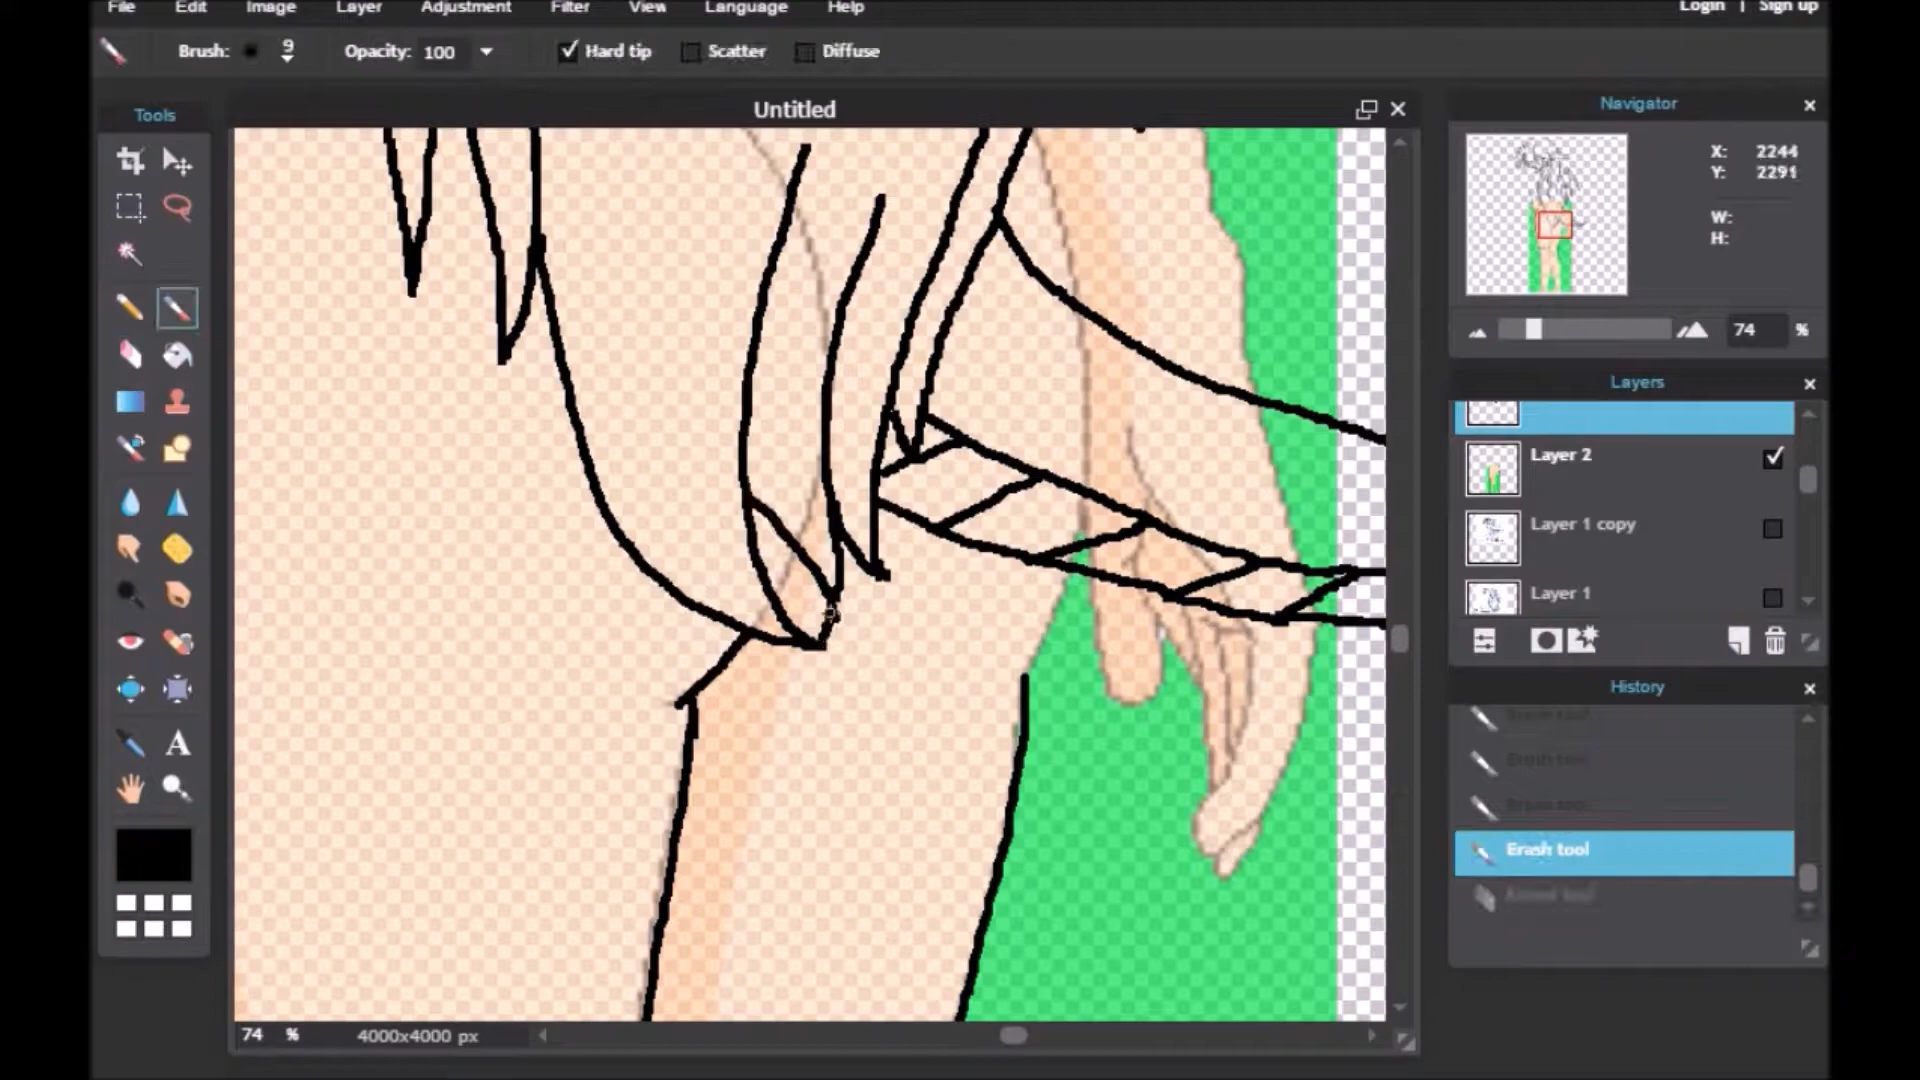 File Edit Image Layer Adjustment Filter View Language Help Login | Sign up
Brush: 9 Opacity: 100 Hard tip Scatter Diffuse
Tools
Untitled
Navigator
X: 2244
Y: 2291
W:
H:
74 %
Layers
Layer 2
Layer 1 copy
Layer 1
History
Brush tool
Brush tool
A
74 % 4000x4000 px